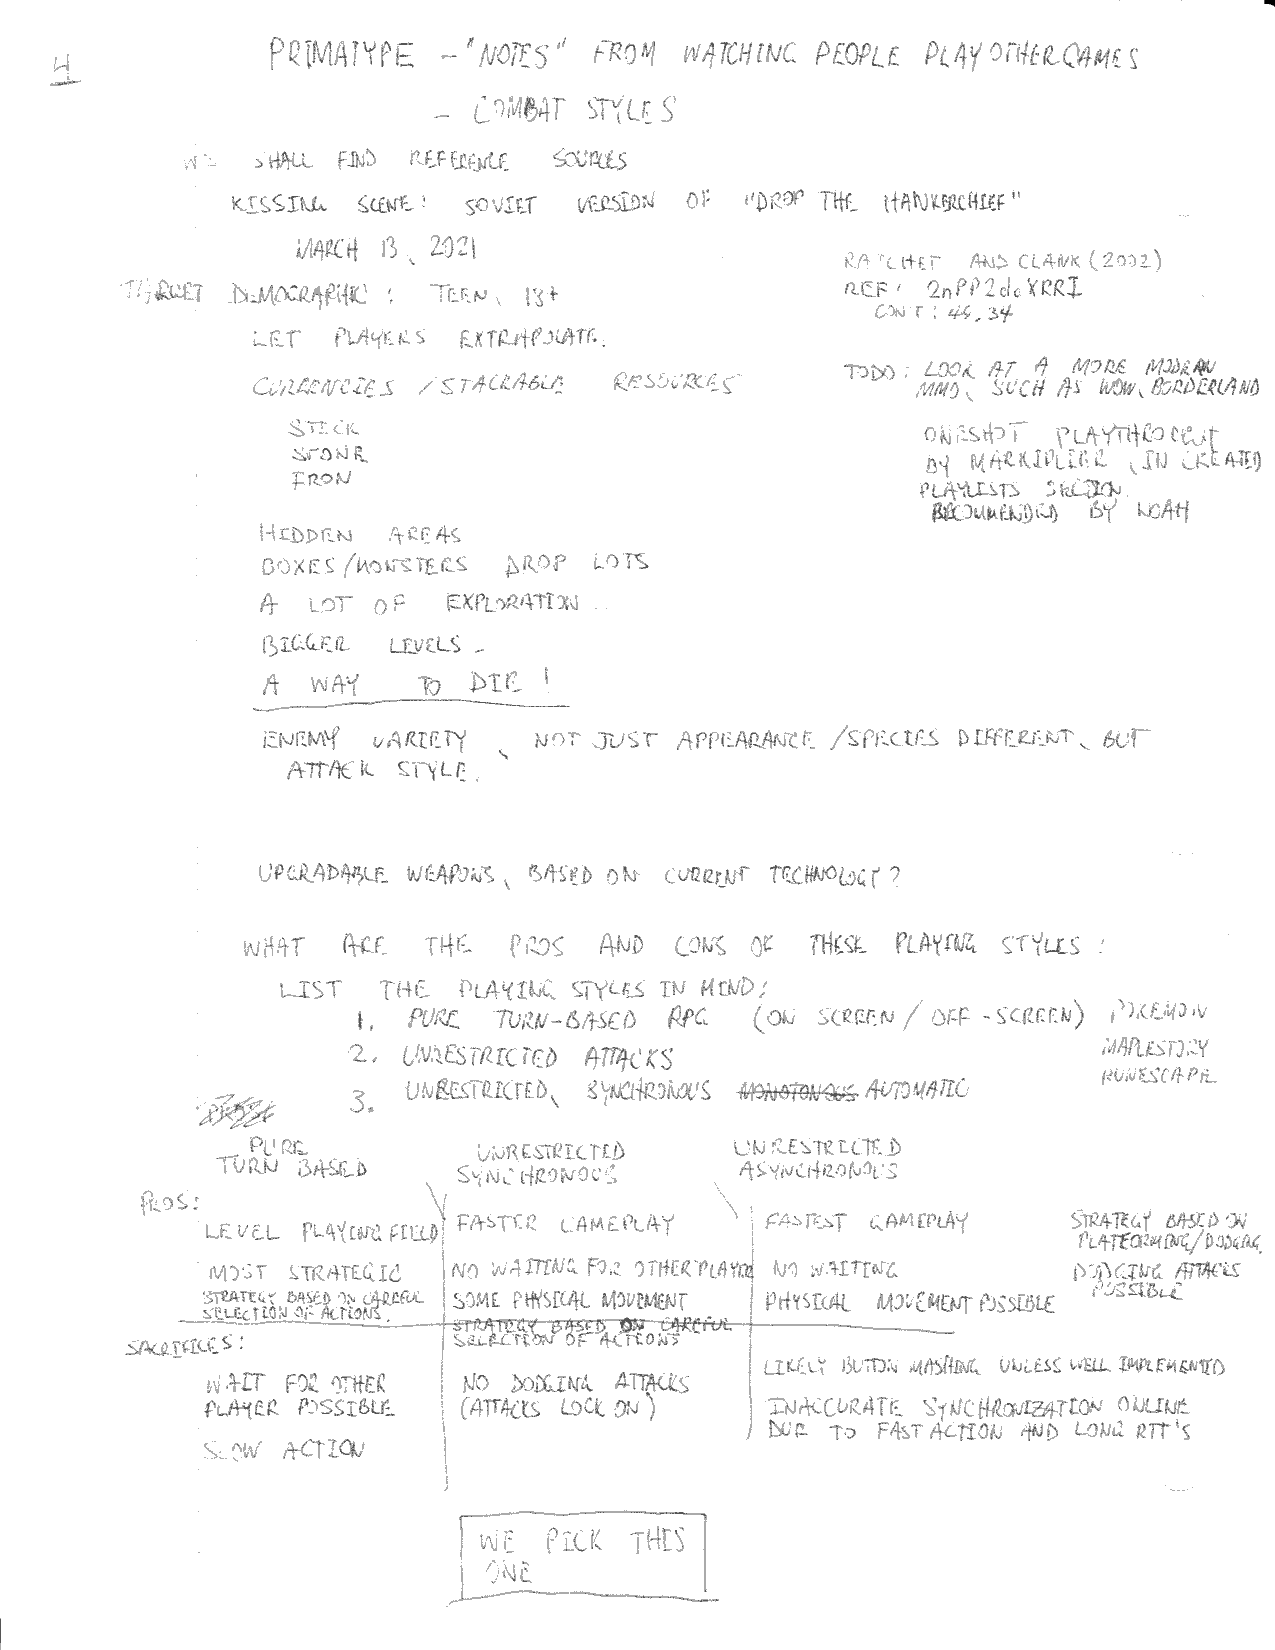 4
PRIMATYPE - "NOTES" FROM WATCHING PEOPLE PLAY OTHER GAMES
- COMBAT STYLES
WE SHALL FIND REFERENCE SOURCES
KISSING SCENE: SOVIET VERSION OF "DROP THE HANKERCHIEF"
MARCH 13, 2021
RATCHET AND CLANK (2002)
REF:
CON'T: 46,34
TARGET DEMOGRAPHIC: TEEN, 13+
LET PLAYERS EXTRAPOLATE.
CURRENCIES / STACKABLE RESOURCES
STICK
STONE
IRON
TODO: LOOK AT A MORE MODRAN
MMO, SUCH AS WOW, BORDERLAND
ONESHOT PLAYTHROUGH
BY MARKIPLIER, IN CREATED
PLAYLISTS SECTION.
RECOMMENDED BY NOAH
HIDDEN AREAS
BOXES/MONSTERS DROP LOTS
A LOT OF EXPLORATION
BIGGER LEVELS -
A WAY TO DIE!
ENEMY VARIETY, NOT JUST APPEARANCE/SPECIES DIFFERENT, BUT
ATTACK STYLE.
UPGRADABLE WEAPONS, BASED ON CURRENT TECHNOLOGY?
WHAT ARE THE PROS AND CONS OF THESE PLAYING STYLES:
LIST THE PLAYING STYLES IN MIND:
1. PURE TURN-BASED RPG (ON SCREEN / OFF-SCREEN) POKEMON
2. UNRESTRICTED ATTACKS MAPLESTORY
3. UNRESTRICTED, SYNCHRONOUS MONOTONOUS AUTOMATIC RUNESCAPE
PURE
TURN BASED
UNRESTRICTED
SYNCHRONOUS
UNRESTRICTED
ASYNCHRONOUS
PROS:
LEVEL PLAYING FIELD
MOST STRATEGIC
STRATEGY BASED ON CAREFUL
SELECTION OF ACTIONS.
FASTER GAMEPLAY
NO WAITING FOR OTHER PLAYER
SOME PHYSICAL MOVEMENT
STRATEGY BASED ON CAREFUL
SELECTION OF ACTIONS
FASTEST GAMEPLAY
NO WAITING
PHYSICAL MOVEMENT POSSIBLE
STRATEGY BASED ON
PLATFORMING/DODGING
DODGING ATTACKS
POSSIBLE
SACRIFICES:
WAIT FOR OTHER
PLAYER POSSIBLE
SLOW ACTION
NO DODGING ATTACKS
(ATTACKS LOCK ON)
LIKELY BUTTON MASHING UNLESS WELL IMPLEMENTED
INACCURATE SYNCHRONIZATION ONLINE
DUE TO FAST ACTION AND LONG RTT'S
WE PICK THIS
ONE